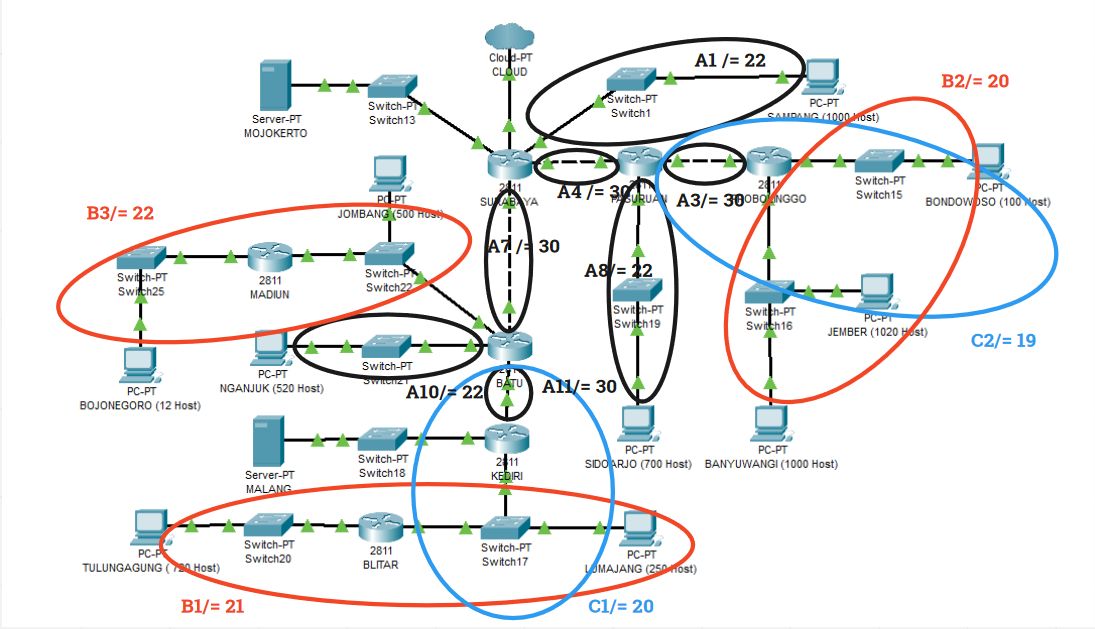 Cloud-PT
CLOUD
A1 /= 22
Server-PT
MOJOKERTO
Switch-PT
Switch13
Switch-PT
Switch1
PC-PT
SAMPANG (1000 Host)
B2/= 20
2811
SURABAYA
A4 /= 30
PASURUAN
A3/= 30
2811
PROBOLINGGO
Switch-PT
Switch15
PC-PT
BONDOWOSO (100 Host)
PC-PT
JOMBANG (500 Host)
B3/= 22
A7 /= 30
Switch-PT
Switch25
2811
MADIUN
Switch-PT
Switch22
A8/= 22
Switch-PT
Switch19
Switch-PT
Switch16
PC-PT
JEMBER (1020 Host)
C2/= 19
PC-PT
BOJONEGORO (12 Host)
PC-PT
NGANJUK (520 Host)
Switch-PT
Switch21
BATU
A10/= 22
A11/= 30
Server-PT
MALANG
Switch-PT
Switch18
2811
KEDIRI
PC-PT
SIDOARJO (700 Host)
PC-PT
BANYUWANGI (1000 Host)
PC-PT
TULUNGAGUNG ( 720 Host)
Switch-PT
Switch20
2811
BLITAR
Switch-PT
Switch17
PC-PT
LUMAJANG (250 Host)
B1/= 21
C1/= 20